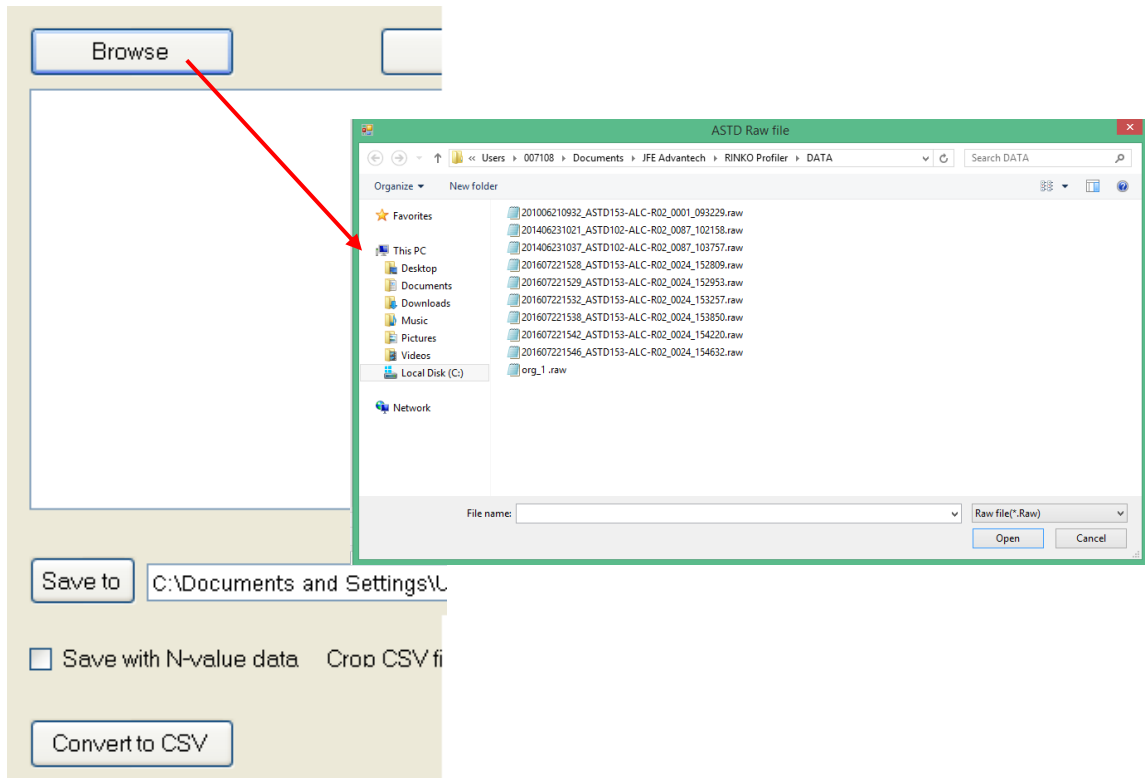 Browse
ASTD Raw file
« Users ▸ 007108 ▸ Documents ▸ JFE Advantech ▸ RINKO Profiler ▸ DATA
Search DATA
Organize
New folder
Favorites
This PC
Desktop
Documents
Downloads
Music
Pictures
Videos
Local Disk (C:)
Network
201006210932_ASTD153-ALC-R02_0001_093229.raw
201406231021_ASTD102-ALC-R02_0087_102158.raw
201406231037_ASTD102-ALC-R02_0087_103757.raw
201607221528_ASTD153-ALC-R02_0024_152809.raw
201607221529_ASTD153-ALC-R02_0024_152953.raw
201607221532_ASTD153-ALC-R02_0024_153257.raw
201607221538_ASTD153-ALC-R02_0024_153850.raw
201607221542_ASTD153-ALC-R02_0024_154220.raw
201607221546_ASTD153-ALC-R02_0024_154632.raw
org_1 .raw
File name:
Raw file(*.Raw)
Open
Cancel
Save to
C:\Documents and Settings\U
Save with N-value data
Crop CSV fi
Convert to CSV